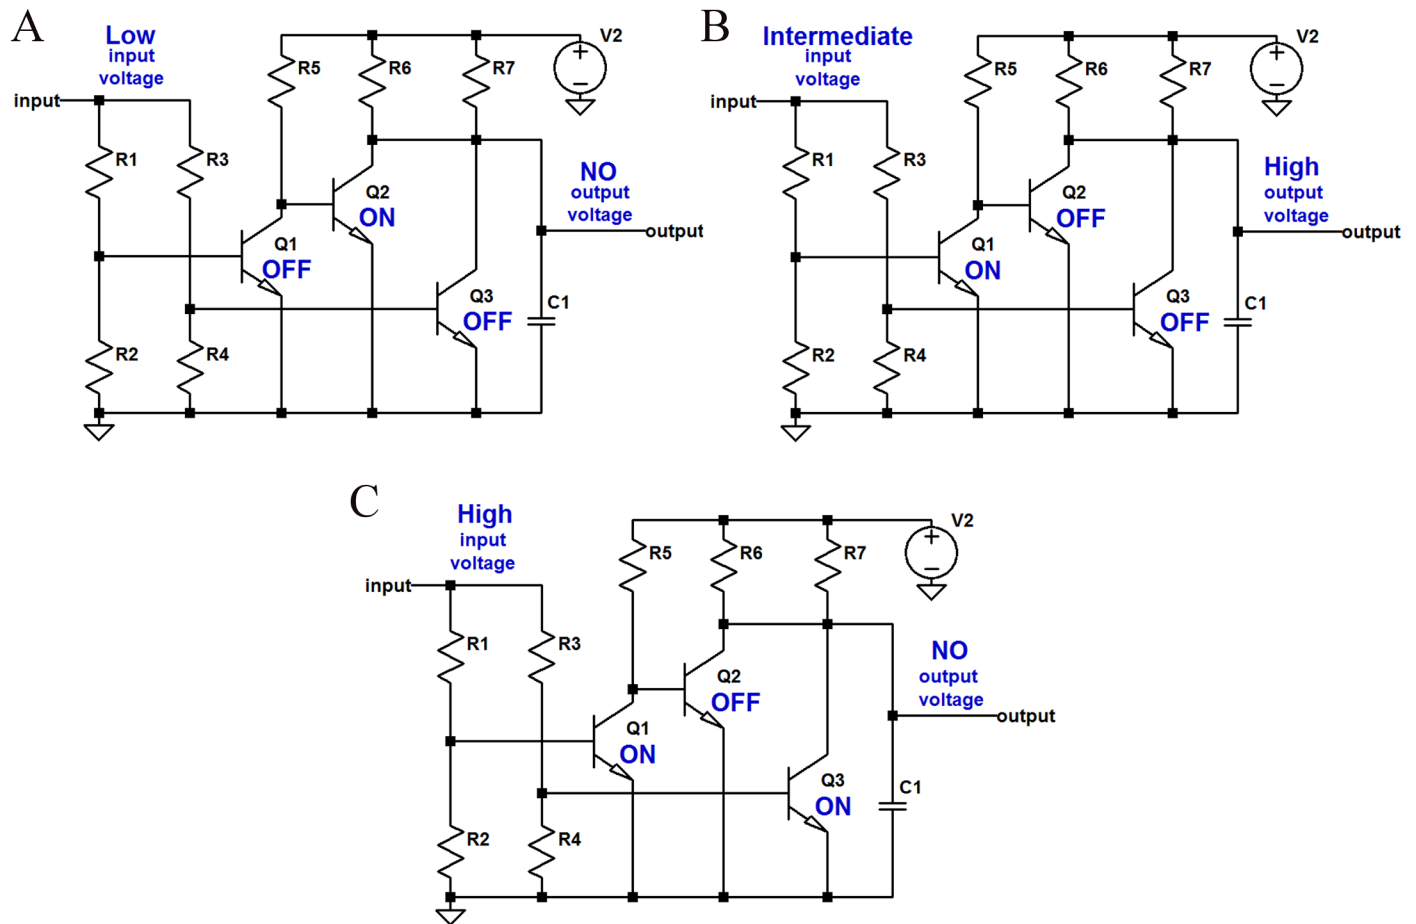 A
Low
input
voltage
input
R1
R2
R3
R4
R5
R6
R7
V2
Q1
OFF
Q2
ON
Q3
OFF
C1
NO
output
voltage
output
B
Intermediate
input
voltage
input
R1
R2
R3
R4
R5
R6
R7
V2
Q1
ON
Q2
OFF
Q3
OFF
C1
High
output
voltage
output
C
High
input
voltage
input
R1
R2
R3
R4
R5
R6
R7
V2
Q1
ON
Q2
OFF
Q3
ON
C1
NO
output
voltage
output